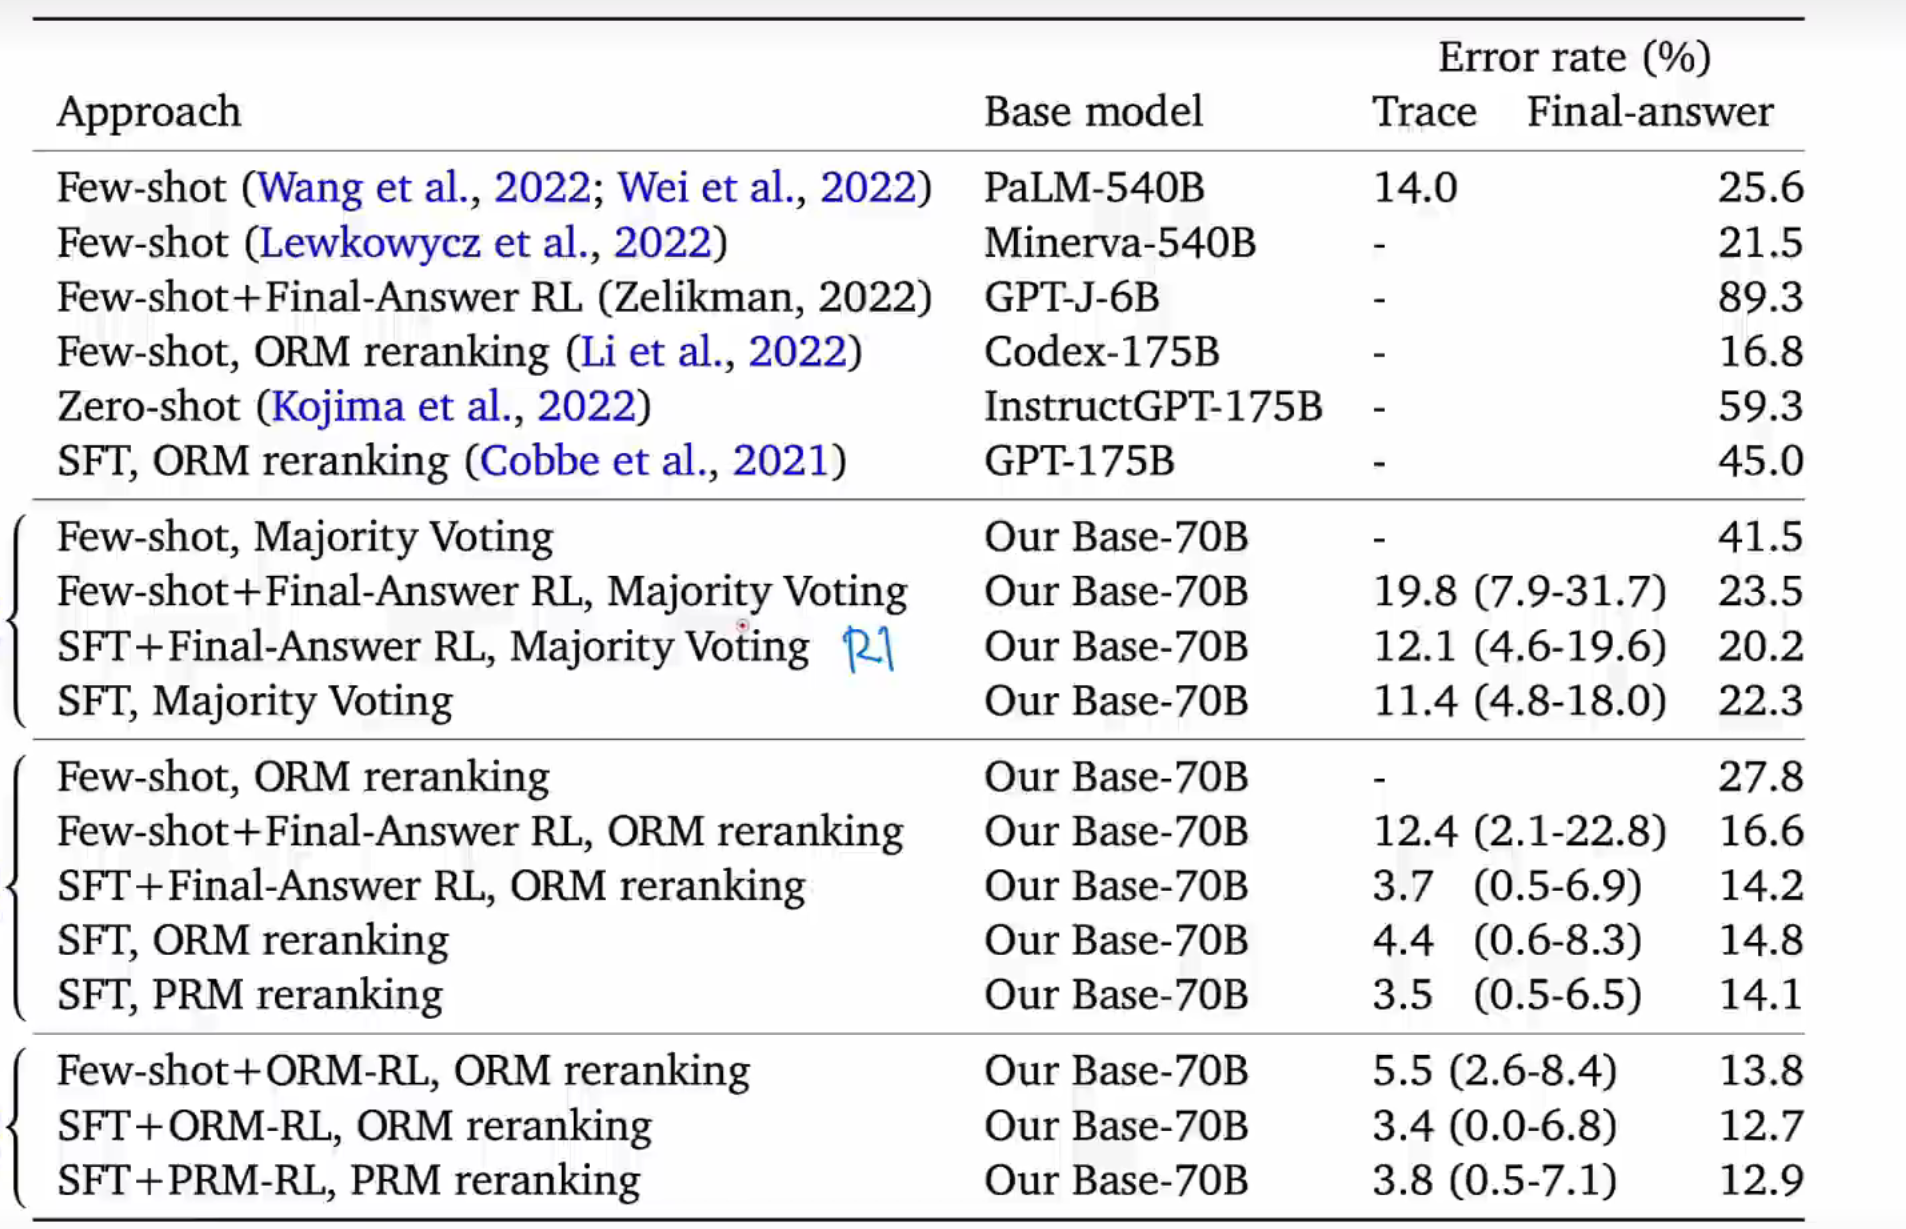 Error rate (%)
Approach Base model Trace Final-answer
Few-shot (Wang et al., 2022; Wei et al., 2022) PaLM-540B 14.0 25.6
Few-shot (Lewkowycz et al., 2022) Minerva-540B - 21.5
Few-shot+Final-Answer RL (Zelikman, 2022) GPT-J-6B - 89.3
Few-shot, ORM reranking (Li et al., 2022) Codex-175B - 16.8
Zero-shot (Kojima et al., 2022) InstructGPT-175B - 59.3
SFT, ORM reranking (Cobbe et al., 2021) GPT-175B - 45.0
Few-shot, Majority Voting Our Base-70B - 41.5
Few-shot+Final-Answer RL, Majority Voting Our Base-70B 19.8 (7.9-31.7) 23.5
SFT+Final-Answer RL, Majority Voting R1 Our Base-70B 12.1 (4.6-19.6) 20.2
SFT, Majority Voting Our Base-70B 11.4 (4.8-18.0) 22.3
Few-shot, ORM reranking Our Base-70B - 27.8
Few-shot+Final-Answer RL, ORM reranking Our Base-70B 12.4 (2.1-22.8) 16.6
SFT+Final-Answer RL, ORM reranking Our Base-70B 3.7 (0.5-6.9) 14.2
SFT, ORM reranking Our Base-70B 4.4 (0.6-8.3) 14.8
SFT, PRM reranking Our Base-70B 3.5 (0.5-6.5) 14.1
Few-shot+ORM-RL, ORM reranking Our Base-70B 5.5 (2.6-8.4) 13.8
SFT+ORM-RL, ORM reranking Our Base-70B 3.4 (0.0-6.8) 12.7
SFT+PRM-RL, PRM reranking Our Base-70B 3.8 (0.5-7.1) 12.9